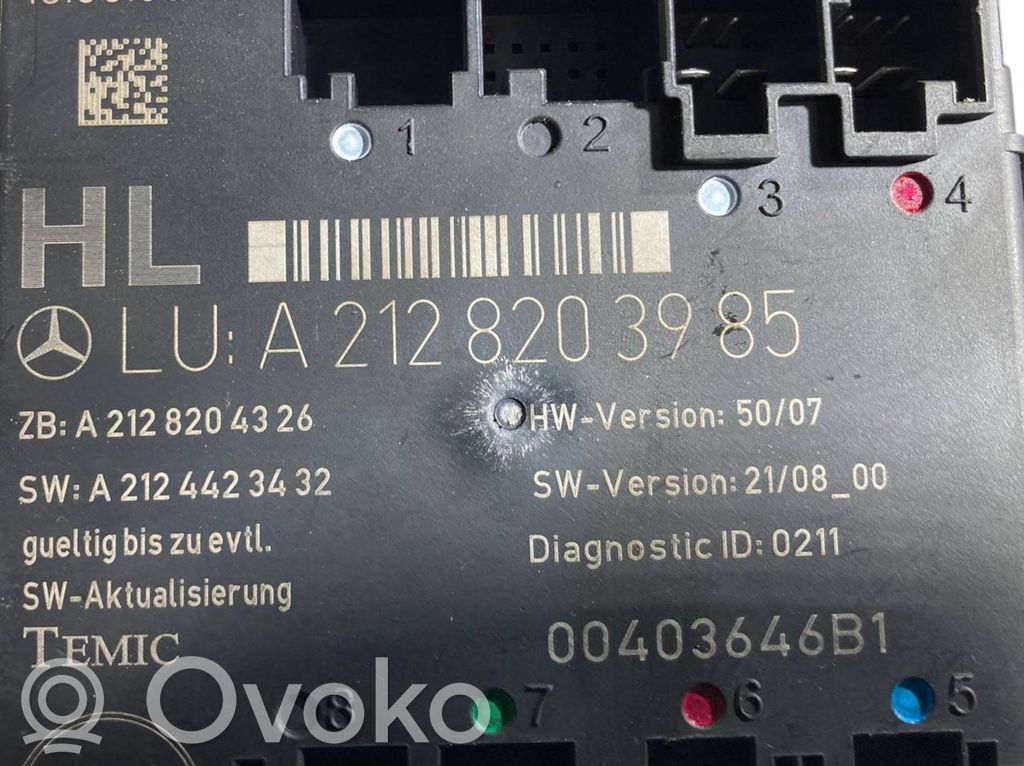 1
2
3
4
HL
LU: A 212 820 39 85
ZB: A 212 820 43 26
HW-Version: 50/07
SW: A 212 442 34 32
SW-Version: 21/08_00
gueltig bis zu evtl.
Diagnostic ID: 0211
SW-Aktualisierung
TEMIC
00403646B1
8
7
6
5
Ovoko